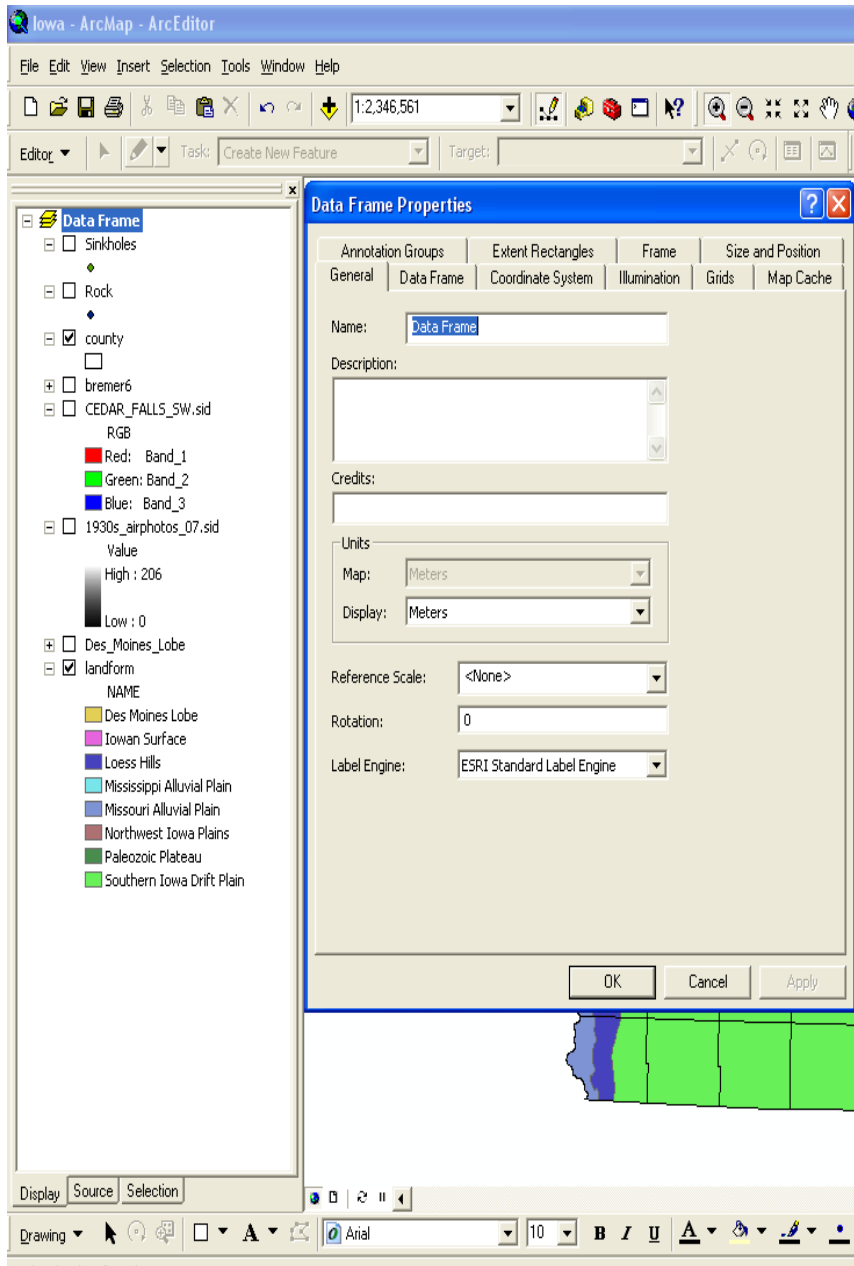 Iowa - ArcMap - ArcEditor
File Edit View Insert Selection Tools Window Help
1:2,346,561
Editor Task: Create New Feature Target:
Data Frame
Sinkholes
Rock
county
bremer6
CEDAR_FALLS_SW.sid
RGB
Red: Band_1
Green: Band_2
Blue: Band_3
1930s_airphotos_07.sid
Value
High : 206
Low : 0
Des_Moines_Lobe
landform
NAME
Des Moines Lobe
Iowan Surface
Loess Hills
Mississippi Alluvial Plain
Missouri Alluvial Plain
Northwest Iowa Plains
Paleozoic Plateau
Southern Iowa Drift Plain
Display Source Selection
Data Frame Properties
Annotation Groups Extent Rectangles Frame Size and Position
General Data Frame Coordinate System Illumination Grids Map Cache
Name: Data Frame
Description:
Credits:
Units
Map: Meters
Display: Meters
Reference Scale: <None>
Rotation: 0
Label Engine: ESRI Standard Label Engine
OK Cancel Apply
Drawing A Arial 10 B I U A